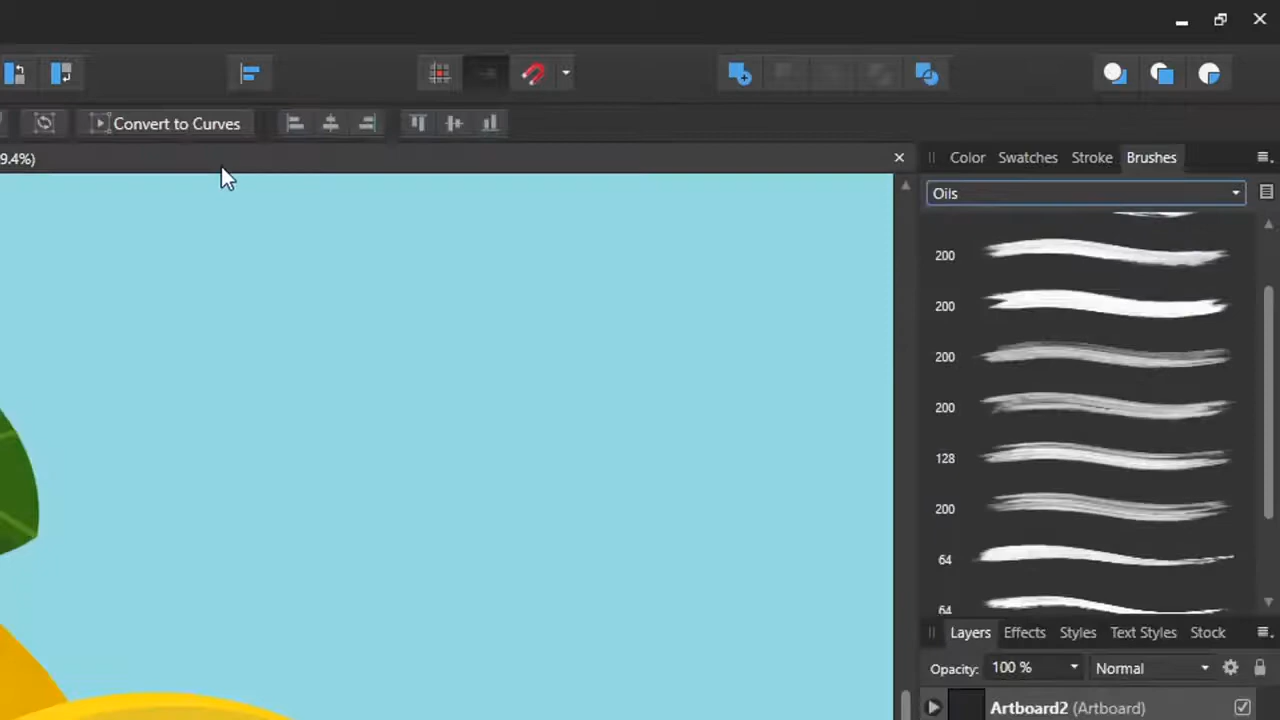 Convert to Curves
9.4%)
Color Swatches Stroke Brushes
Oils
200
200
200
200
128
200
64
64
Layers Effects Styles Text Styles Stock
Opacity: 100 % Normal
Artboard2 (Artboard)